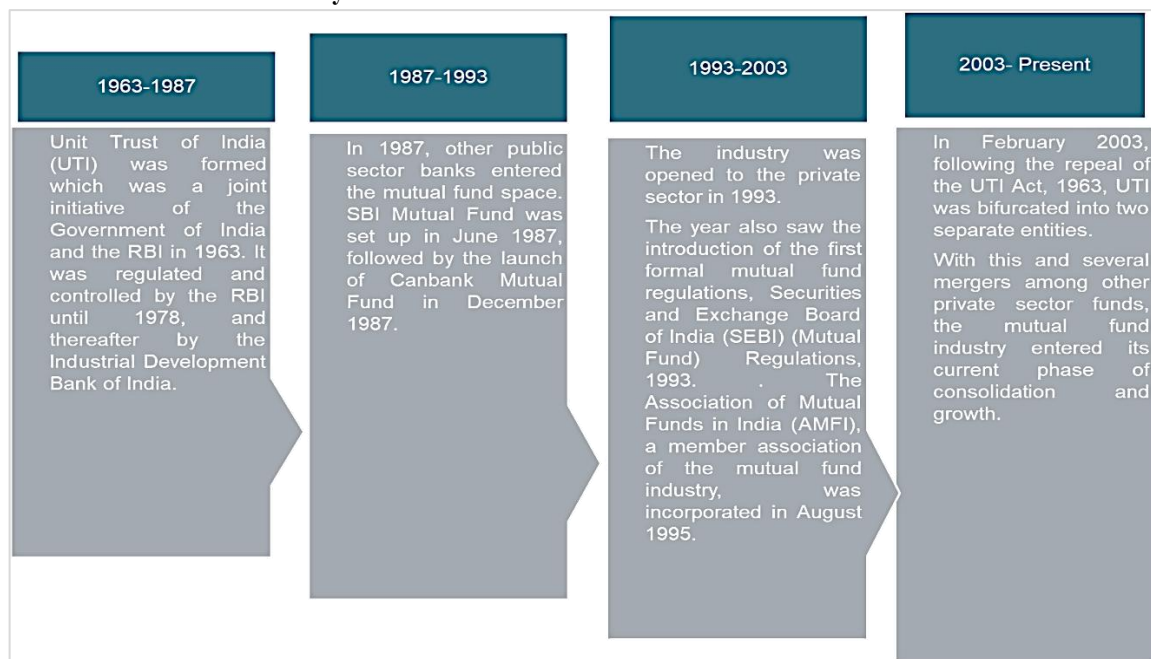 1963-1987
Unit Trust of India
(UTI) was formed
which was a joint
initiative of the
Government of India
and the RBI in 1963. It
was regulated and
controlled by the RBI
until 1978, and
thereafter by the
Industrial Development
Bank of India.
1987-1993
In 1987, other public
sector banks entered
the mutual fund space.
SBI Mutual Fund was
set up in June 1987,
followed by the launch
of Canbank Mutual
Fund in December
1987.
1993-2003
The industry was
opened to the private
sector in 1993.
The year also saw the
introduction of the first
formal mutual fund
regulations, Securities
and Exchange Board
of India (SEBI) (Mutual
Fund) Regulations,
1993. . The
Association of Mutual
Funds in India (AMFI),
a member association
of the mutual fund
industry, was
incorporated in August
1995.
2003- Present
In February 2003,
following the repeal of
the UTI Act, 1963, UTI
was bifurcated into two
separate entities.
With this and several
mergers among other
private sector funds,
the mutual fund
industry entered its
current phase of
consolidation and
growth.